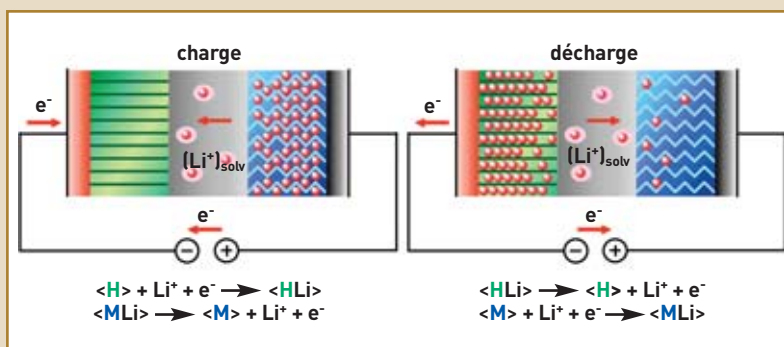 charge
e-
(Li+)solv
e-
− +
<H> + Li+ + e- → <HLi>
<MLi> → <M> + Li+ + e-
décharge
e-
(Li+)solv
e-
− +
<HLi> → <H> + Li+ + e-
<M> + Li+ + e- → <MLi>